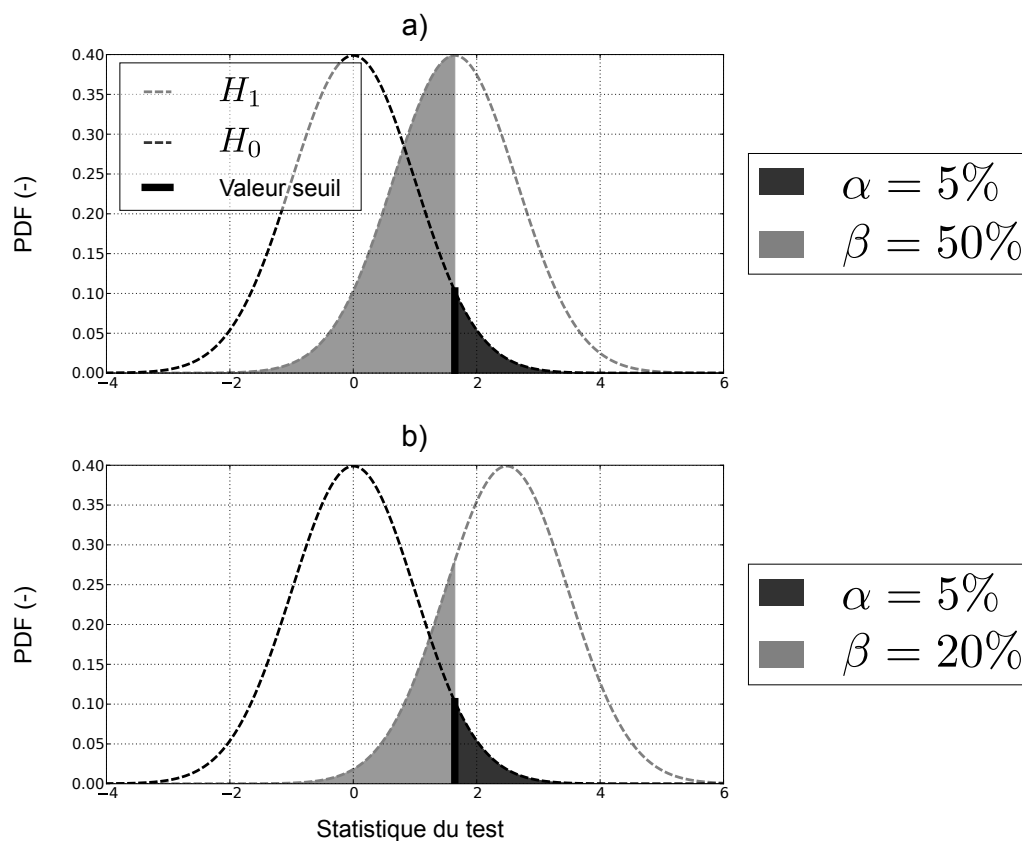 a)
PDF (-)
0.40
0.35
0.30
0.25
0.20
0.15
0.10
0.05
0.00
−4
−2
0
2
4
6
H₁
H₀
Valeur seuil
α = 5%
β = 50%
b)
PDF (-)
0.40
0.35
0.30
0.25
0.20
0.15
0.10
0.05
0.00
−4
−2
0
2
4
6
Statistique du test
α = 5%
β = 20%